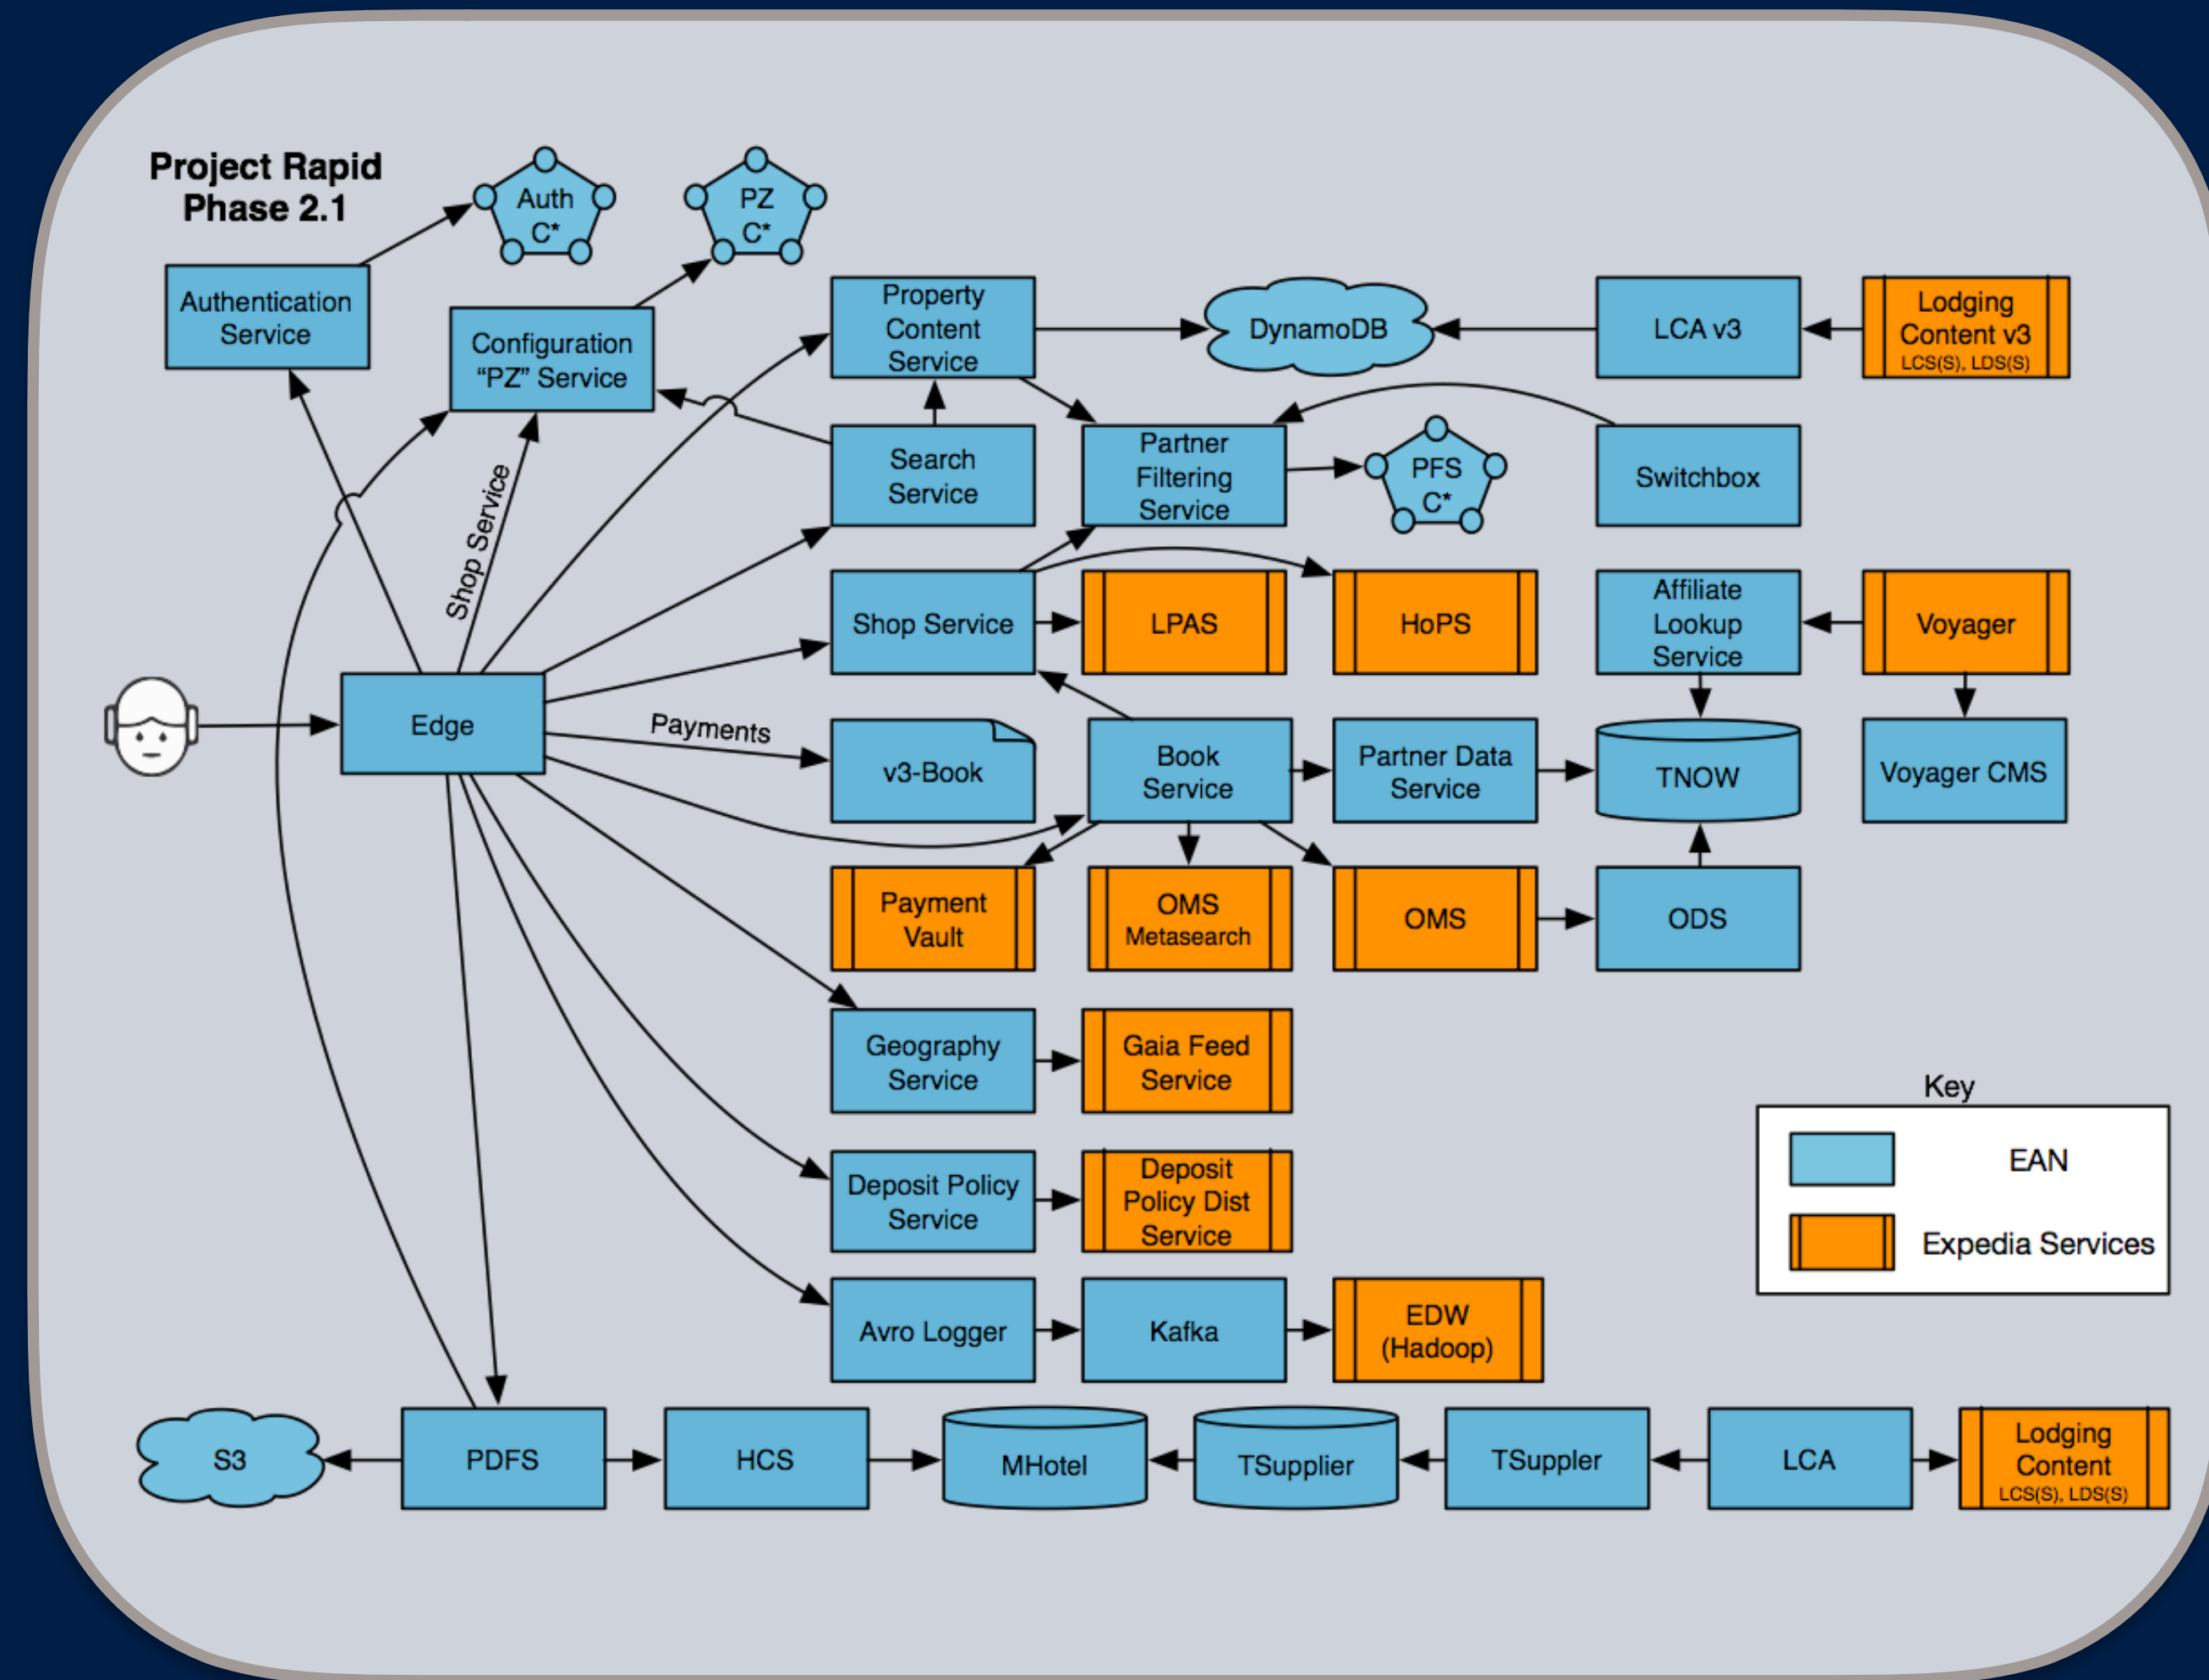 Project Rapid
Phase 2.1
Auth
C*
PZ
C*
Authentication
Service
Configuration
“PZ” Service
Property
Content
Service
DynamoDB
LCA v3
Lodging
Content v3
LCS(S), LDS(S)
Search
Service
Partner
Filtering
Service
PFS
C*
Switchbox
Shop Service
Shop Service
LPAS
HoPS
Affiliate
Lookup
Service
Voyager
Edge
Payments
v3-Book
Book
Service
Partner Data
Service
TNOW
Voyager CMS
Payment
Vault
OMS
Metasearch
OMS
ODS
Geography
Service
Gaia Feed
Service
Key
EAN
Expedia Services
Deposit Policy
Service
Deposit
Policy Dist
Service
Avro Logger
Kafka
EDW
(Hadoop)
S3
PDFS
HCS
MHotel
TSupplier
TSuppler
LCA
Lodging
Content
LCS(S), LDS(S)